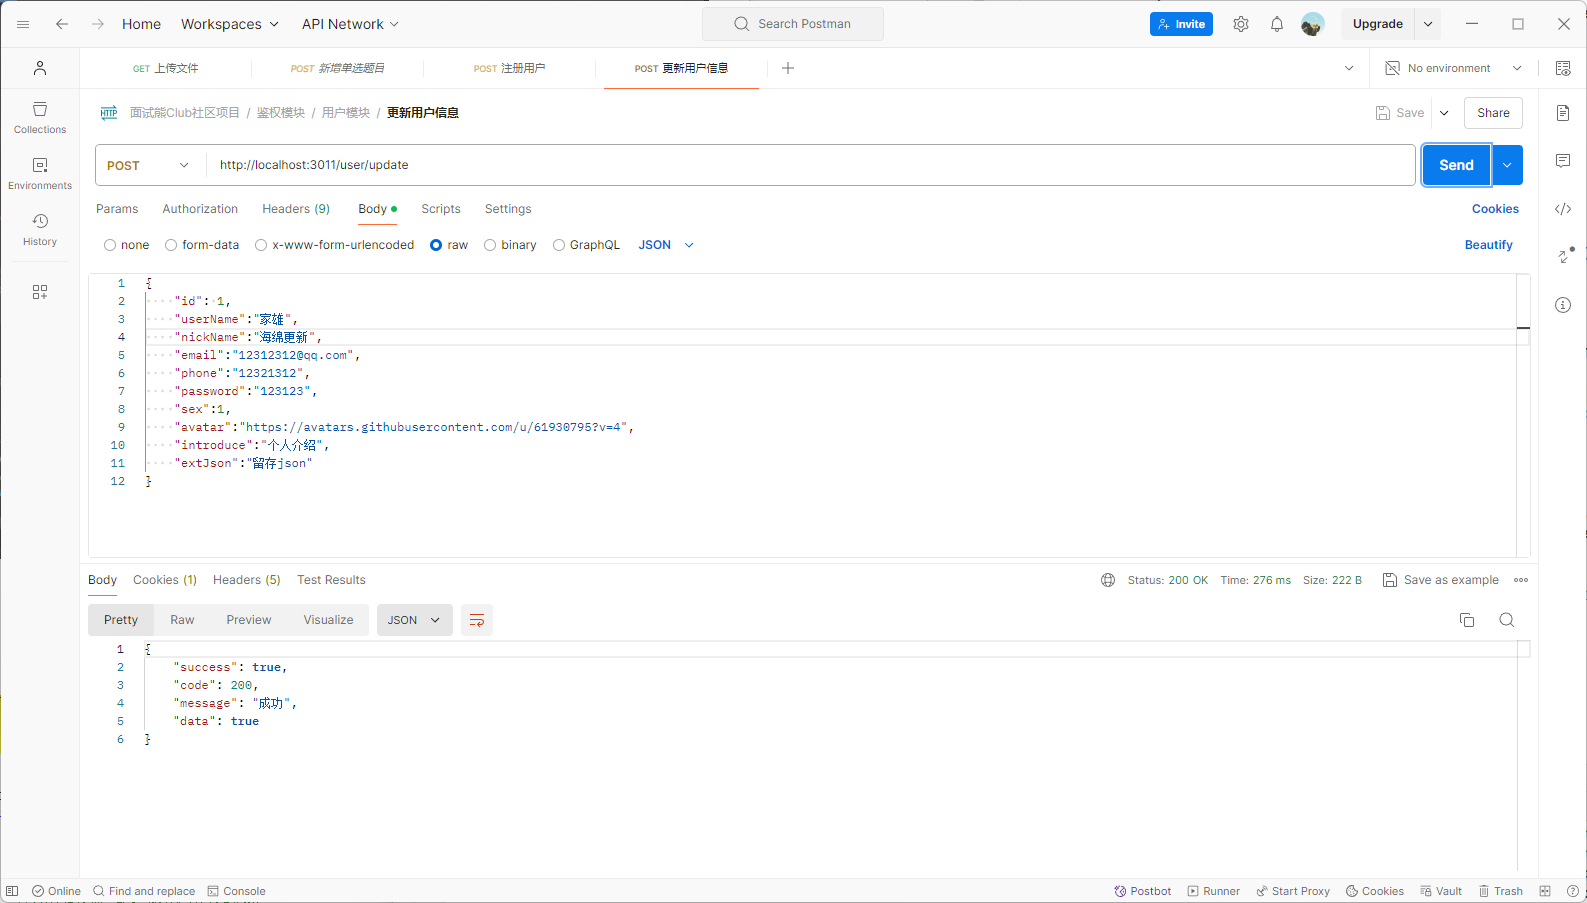 Home Workspaces API Network Search Postman Invite Upgrade
GET 上传文件 POST 新增单选题目 POST 注册用户 POST 更新用户信息 No environment
HTTP 面试熊Club社区项目 / 鉴权模块 / 用户模块 / 更新用户信息 Save Share
Collections
Environments
History
POST http://localhost:3011/user/update Send
Params Authorization Headers (9) Body Scripts Settings Cookies
none form-data x-www-form-urlencoded raw binary GraphQL JSON Beautify
1 {
2 "id": 1,
3 "userName":"家雄",
4 "nickName":"海绵更新",
5 "email":"12312312@qq.com",
6 "phone":"12321312",
7 "password":"123123",
8 "sex":1,
9 "avatar":"https://avatars.githubusercontent.com/u/61930795?v=4",
10 "introduce":"个人介绍",
11 "extJson":"留存json"
12 }
Body Cookies (1) Headers (5) Test Results Status: 200 OK Time: 276 ms Size: 222 B Save as example
Pretty Raw Preview Visualize JSON
1 {
2 "success": true,
3 "code": 200,
4 "message": "成功",
5 "data": true
6 }
Online Find and replace Console Postbot Runner Start Proxy Cookies Vault Trash